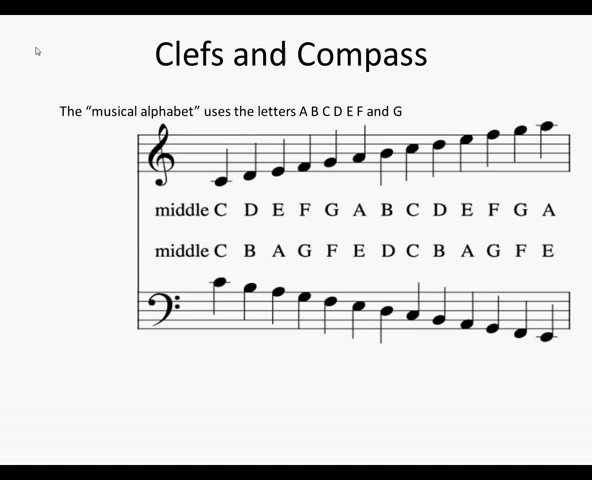 Clefs and Compass
The “musical alphabet” uses the letters A B C D E F and G
middle C D E F G A B C D E F G A
middle C B A G F E D C B A G F E